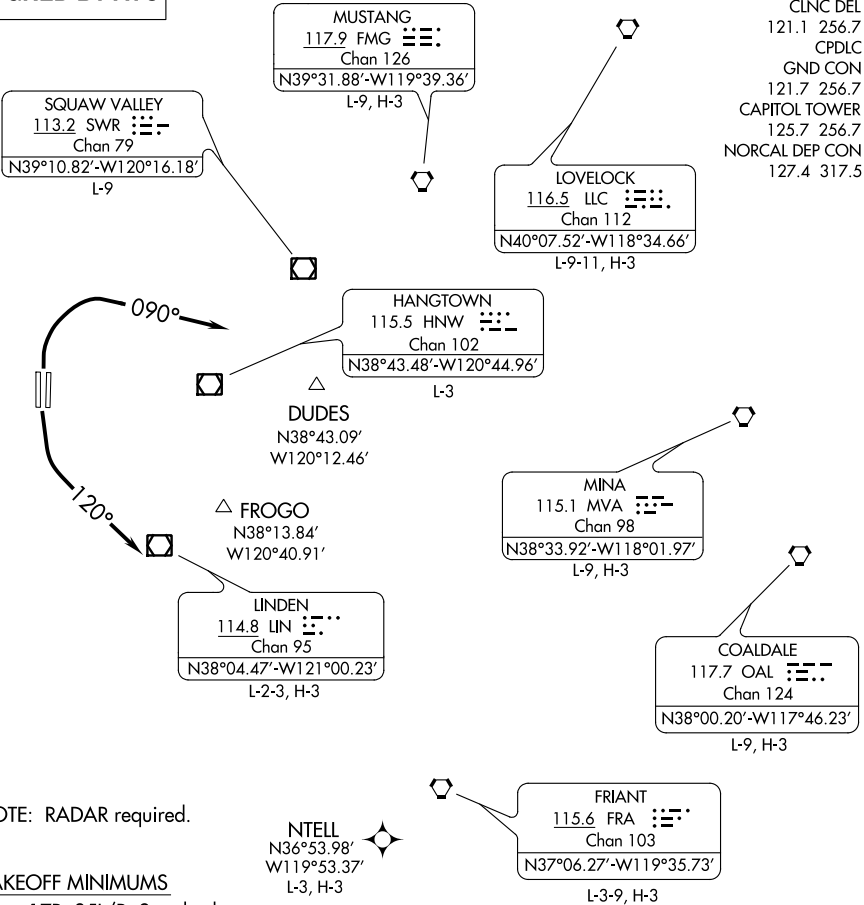 MUSTANG
117.9 FMG
Chan 126
N39°31.88'-W119°39.36'
L-9, H-3
CLNC DEL
121.1 256.7
CPDLC
GND CON
121.7 256.7
CAPITOL TOWER
125.7 256.7
NORCAL DEP CON
127.4 317.5
SQUAW VALLEY
113.2 SWR
Chan 79
N39°10.82'-W120°16.18'
L-9
LOVELOCK
116.5 LLC
Chan 112
N40°07.52'-W118°34.66'
L-9-11, H-3
090°
HANGTOWN
115.5 HNW
Chan 102
N38°43.48'-W120°44.96'
L-3
DUDES
N38°43.09'
W120°12.46'
120°
FROGO
N38°13.84'
W120°40.91'
MINA
115.1 MVA
Chan 98
N38°33.92'-W118°01.97'
L-9, H-3
LINDEN
114.8 LIN
Chan 95
N38°04.47'-W121°00.23'
L-2-3, H-3
COALDALE
117.7 OAL
Chan 124
N38°00.20'-W117°46.23'
L-9, H-3
OTE: RADAR required.
NTELL
N36°53.98'
W119°53.37'
L-3, H-3
FRIANT
115.6 FRA
Chan 103
N37°06.27'-W119°35.73'
L-3-9, H-3
AKEOFF MINIMUMS